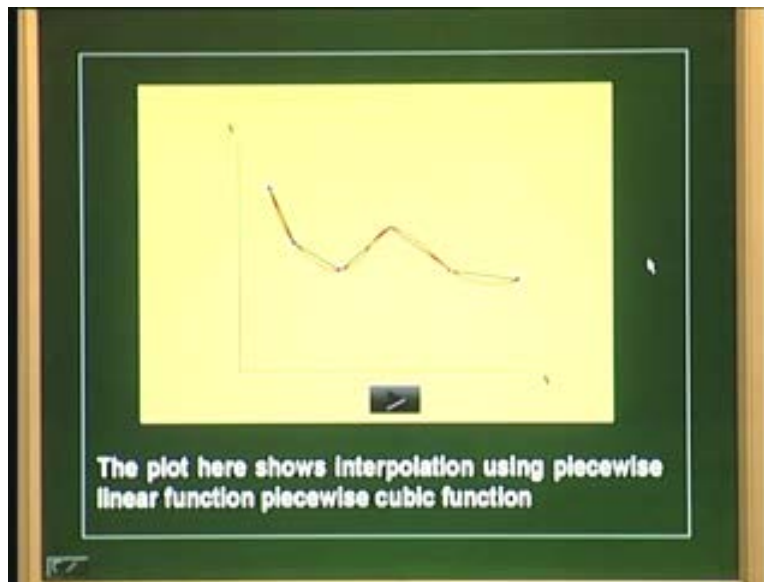 The plot here shows interpolation using piecewise
linear function piecewise cubic function